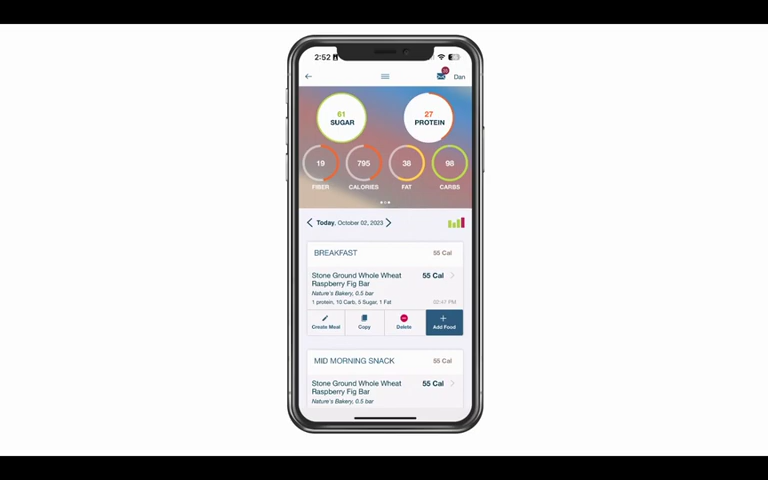 2:52
Dan
61
SUGAR
27
PROTEIN
19
FIBER
795
CALORIES
38
FAT
98
CARBS
Today, October 02, 2023
BREAKFAST 55 Cal
Stone Ground Whole Wheat
Raspberry Fig Bar
55 Cal
Nature's Bakery, 0.5 bar
1 protein, 10 Carb, 5 Sugar, 1 Fat
02:47 PM
Create Meal
Copy
Delete
Add Food
MID MORNING SNACK 55 Cal
Stone Ground Whole Wheat
Raspberry Fig Bar
55 Cal
Nature's Bakery, 0.5 bar